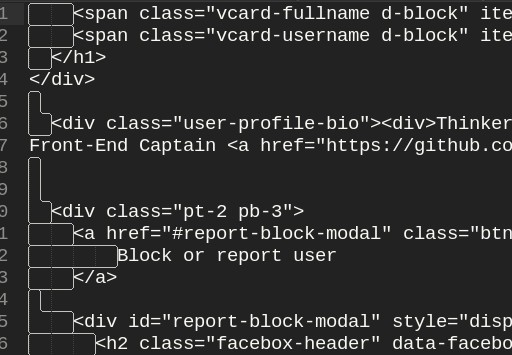 1 <span class="vcard-fullname d-block" ite
2 <span class="vcard-username d-block" ite
3 </h1>
4 </div>
5
6 <div class="user-profile-bio"><div>Thinker
7 Front-End Captain <a href="https://github.co
8
9
0 <div class="pt-2 pb-3">
1 <a href="#report-block-modal" class="btn
2 Block or report user
3 </a>
4
5 <div id="report-block-modal" style="disp
6 <h2 class="facebox-header" data-facebo